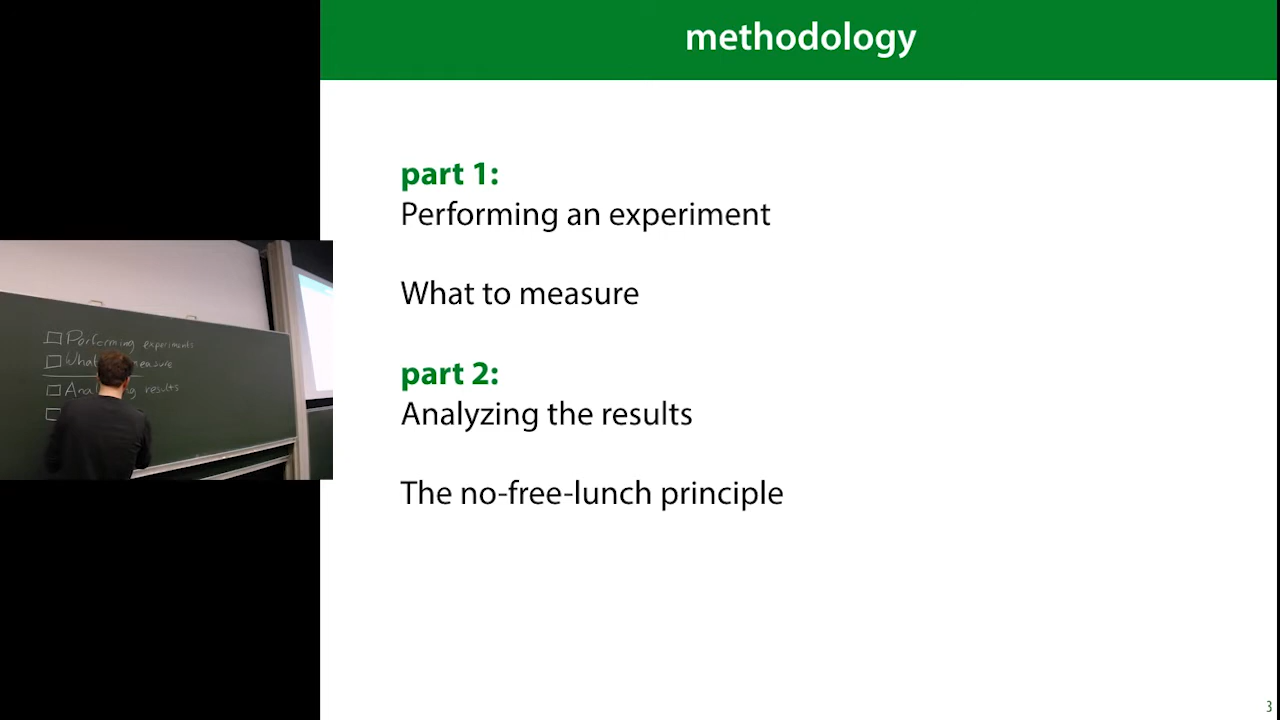 methodology
part 1:
Performing an experiment
What to measure
part 2:
Analyzing the results
The no-free-lunch principle
3
Performing experiments
What measure
results